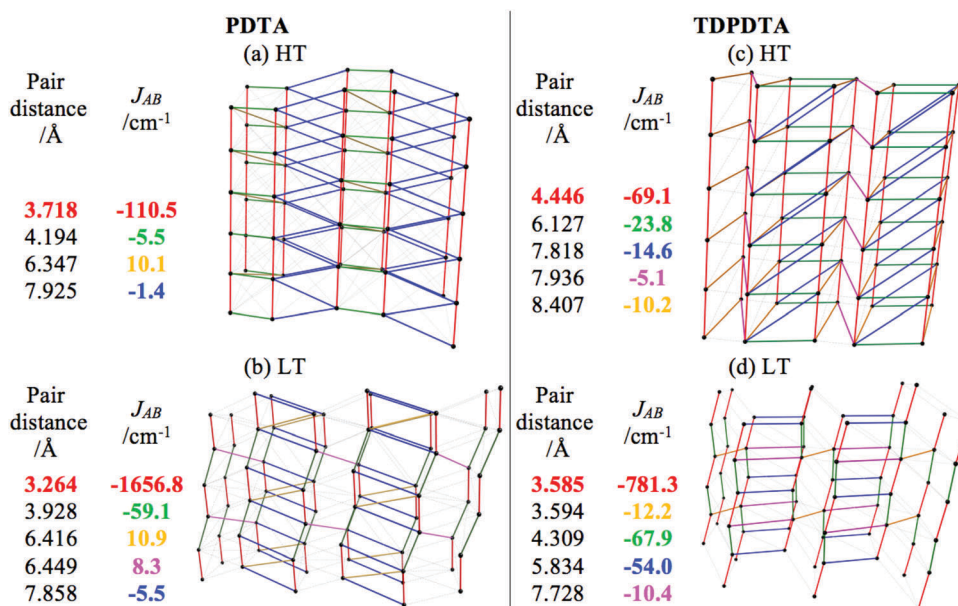 PDTA
(a) HT
Pair distance /Å
J_AB /cm⁻¹
3.718 -110.5
4.194 -5.5
6.347 10.1
7.925 -1.4
(b) LT
Pair distance /Å
J_AB /cm⁻¹
3.264 -1656.8
3.928 -59.1
6.416 10.9
6.449 8.3
7.858 -5.5
TDPDTA
(c) HT
Pair distance /Å
J_AB /cm⁻¹
4.446 -69.1
6.127 -23.8
7.818 -14.6
7.936 -5.1
8.407 -10.2
(d) LT
Pair distance /Å
J_AB /cm⁻¹
3.585 -781.3
3.594 -12.2
4.309 -67.9
5.834 -54.0
7.728 -10.4